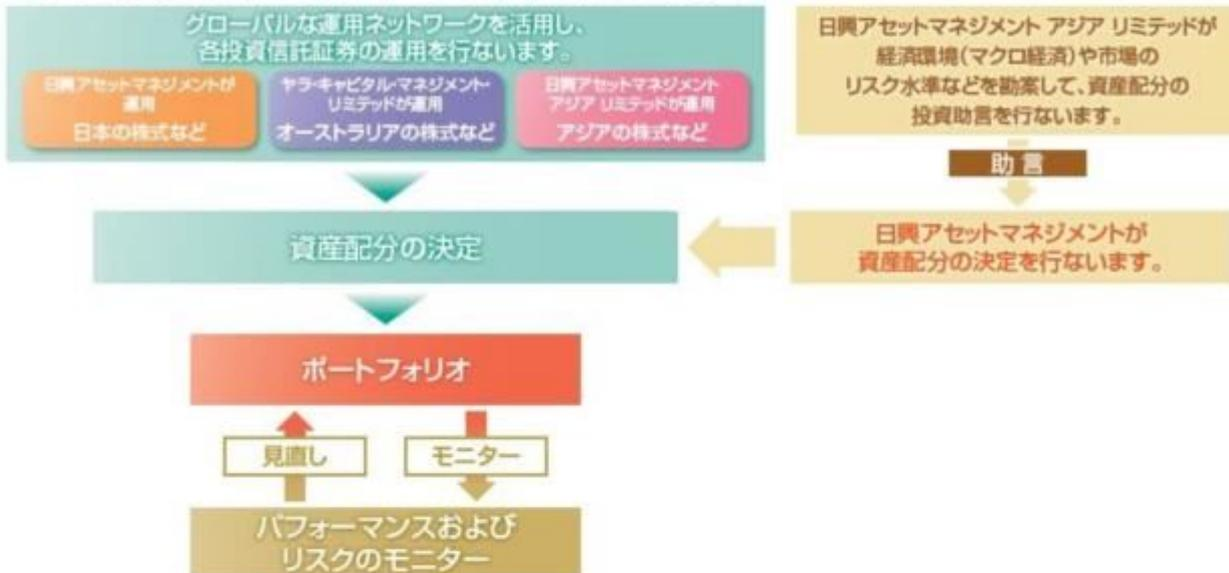 グローバルな運用ネットワークを活用し、
各投資信託証券の運用を行ないます。
日興アセットマネジメントが
運用
日本の株式など
ヤラ・キャピタル・マネジメント・
リミテッドが運用
オーストラリアの株式など
日興アセットマネジメント
アジア リミテッドが運用
アジアの株式など
日興アセットマネジメント アジア リミテッドが
経済環境(マクロ経済)や市場の
リスク水準などを勘案して、資産配分の
投資助言を行ないます。
助言
日興アセットマネジメントが
資産配分の決定を行ないます。
資産配分の決定
ポートフォリオ
見直し
モニター
パフォーマンスおよび
リスクのモニター